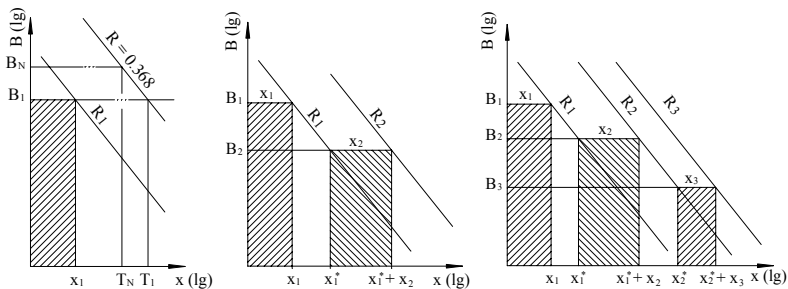 B (lg)
R = 0.368
B_N
B_1
R_1
x_1
T_N
T_1
x (lg)
B (lg)
x_1
B_1
R_1
R_2
x_2
B_2
x_1
x_1^*
x_1^* + x_2
x (lg)
B (lg)
x_1
B_1
R_1
R_2
R_3
B_2
x_2
B_3
x_3
x_1
x_1^*
x_1^* + x_2
x_2^*
x_2^* + x_3
x (lg)